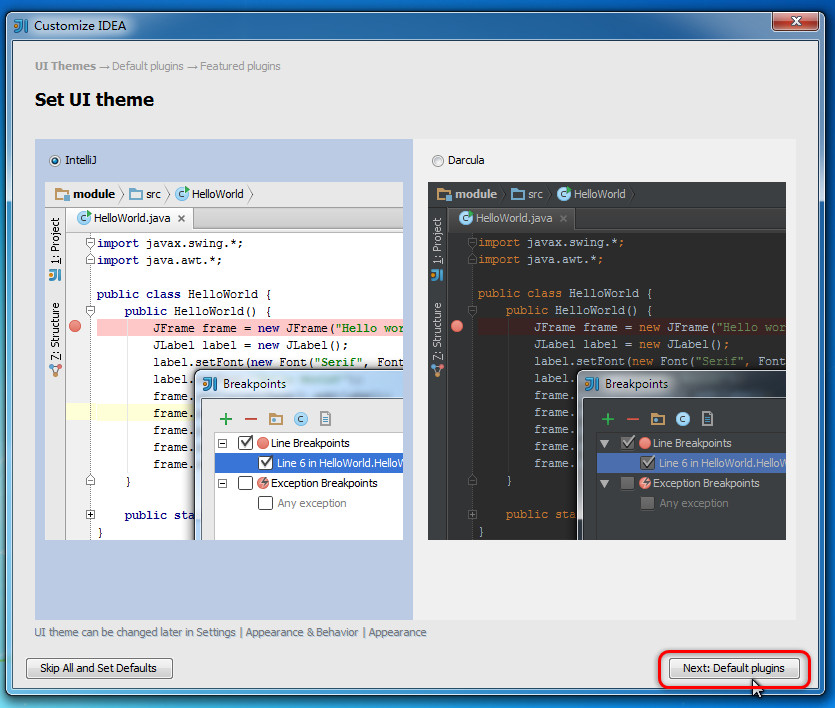 Customize IDEA
UI Themes → Default plugins → Featured plugins
Set UI theme
IntelliJ
module src HelloWorld
HelloWorld.java
1: Project
Z: Structure
import javax.swing.*;
import java.awt.*;
public class HelloWorld {
public HelloWorld() {
JFrame frame = new JFrame("Hello wor
JLabel label = new JLabel();
label.setFont(new Font("Serif", Font
label.
frame.
frame.
frame.
frame.
frame.
}
public sta
}
Breakpoints
Line Breakpoints
Line 6 in HelloWorld.HelloW
Exception Breakpoints
Any exception
Darcula
module src HelloWorld
HelloWorld.java
1: Project
Z: Structure
import javax.swing.*;
import java.awt.*;
public class HelloWorld {
public HelloWorld() {
JFrame frame = new JFrame("Hello wor
JLabel label = new JLabel();
label.setFont(new Font("Serif", Font
label.
frame.
frame.
frame.
frame.
frame.
}
public sta
}
Breakpoints
Line Breakpoints
Line 6 in HelloWorld.HelloW
Exception Breakpoints
Any exception
UI theme can be changed later in Settings | Appearance & Behavior | Appearance
Skip All and Set Defaults
Next: Default plugins